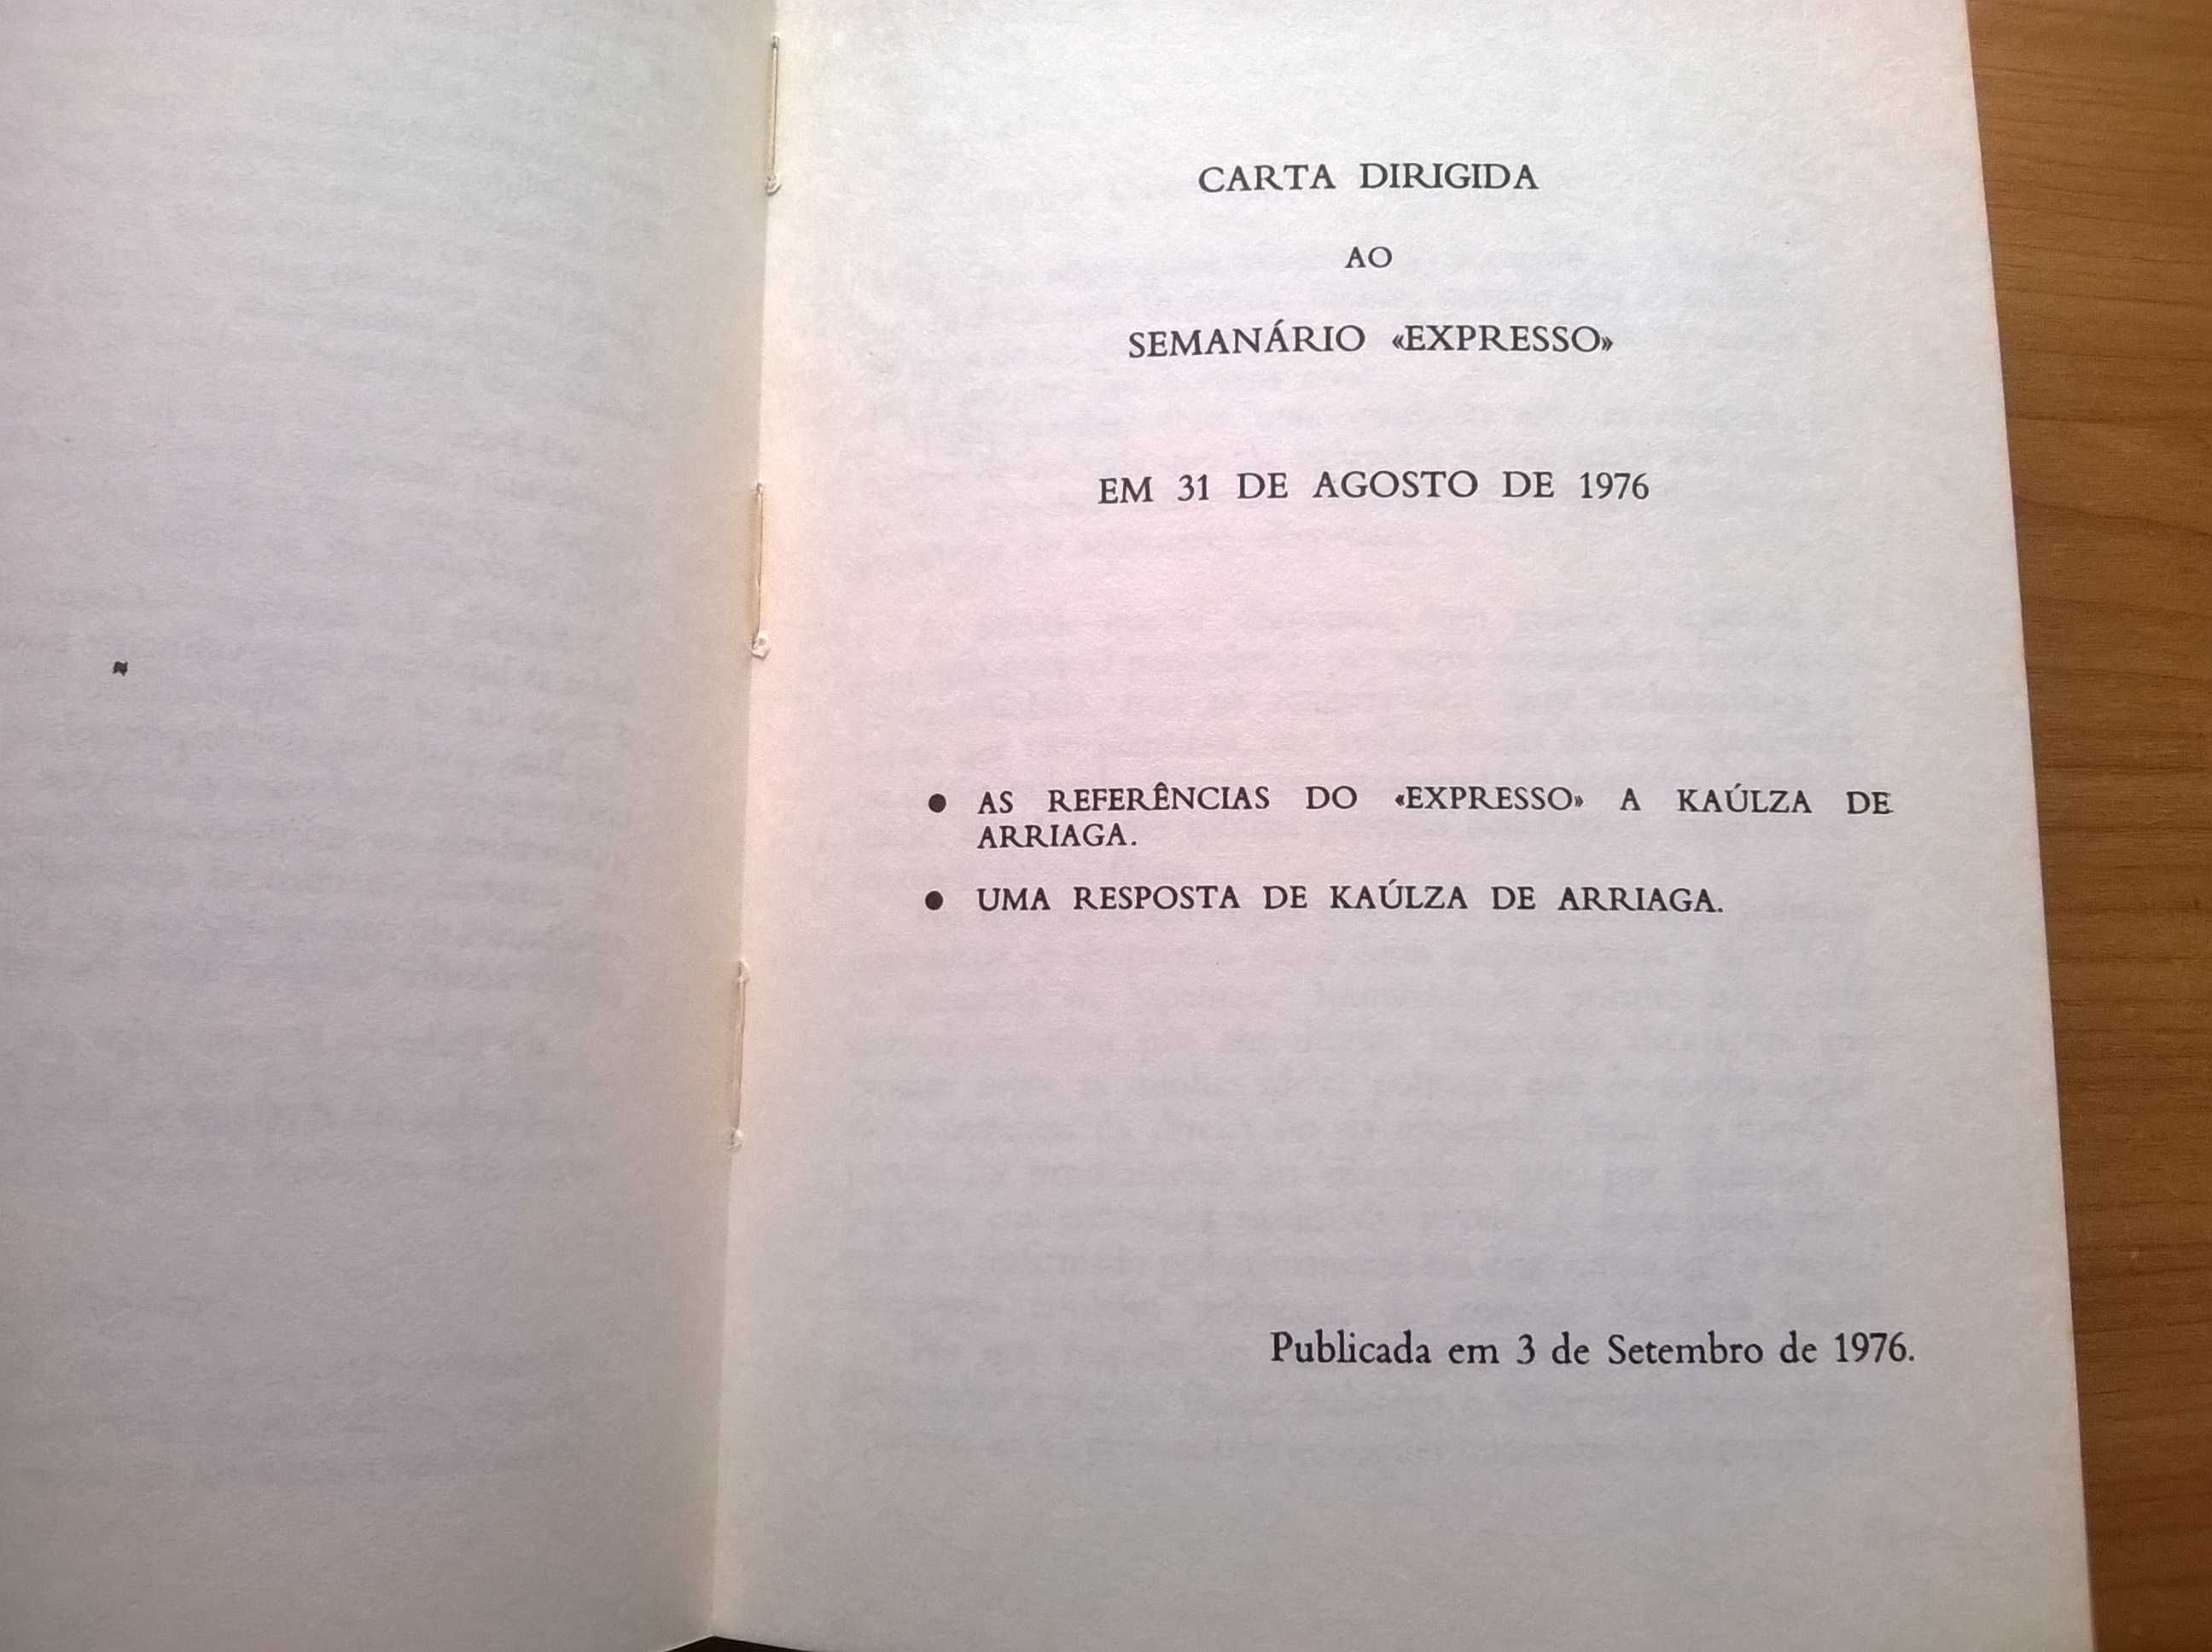 CARTA DIRIGIDA
AO
SEMANÁRIO «EXPRESSO»
EM 31 DE AGOSTO DE 1976
● AS REFERÊNCIAS DO «EXPRESSO» A KAÚLZA DE
ARRIAGA.
● UMA RESPOSTA DE KAÚLZA DE ARRIAGA.
Publicada em 3 de Setembro de 1976.